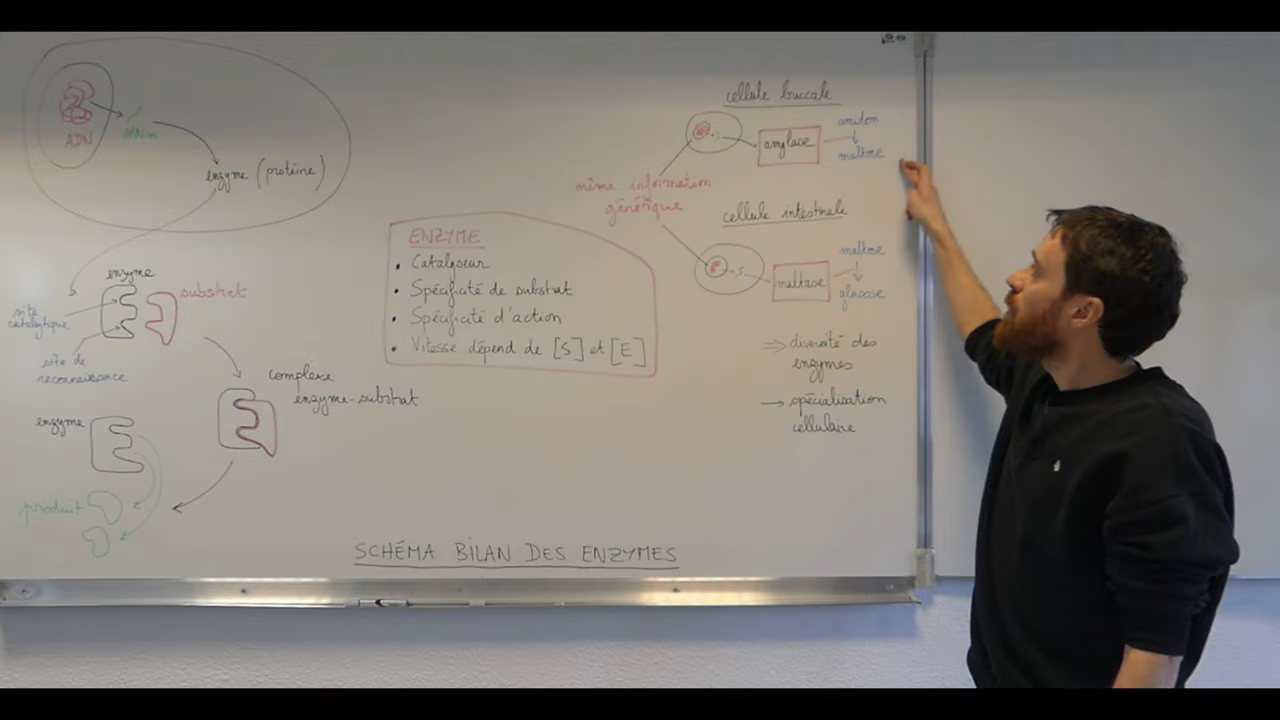 ADN
ARNm
enzyme (protéine)
enzyme
substrat
site
catalytique
site de
reconnaissance
complexe
enzyme-substrat
enzyme
produit
ENZYME
• Catalyseur
• Spécificité de substrat
• Spécificité d'action
• Vitesse dépend de [S] et [E]
SCHÉMA BILAN DES ENZYMES
même information
génétique
cellule buccale
amylase
amidon
maltose
cellule intestinale
maltase
maltose
glucose
⇒ diversité des
enzymes
→ spécialisation
cellulaire